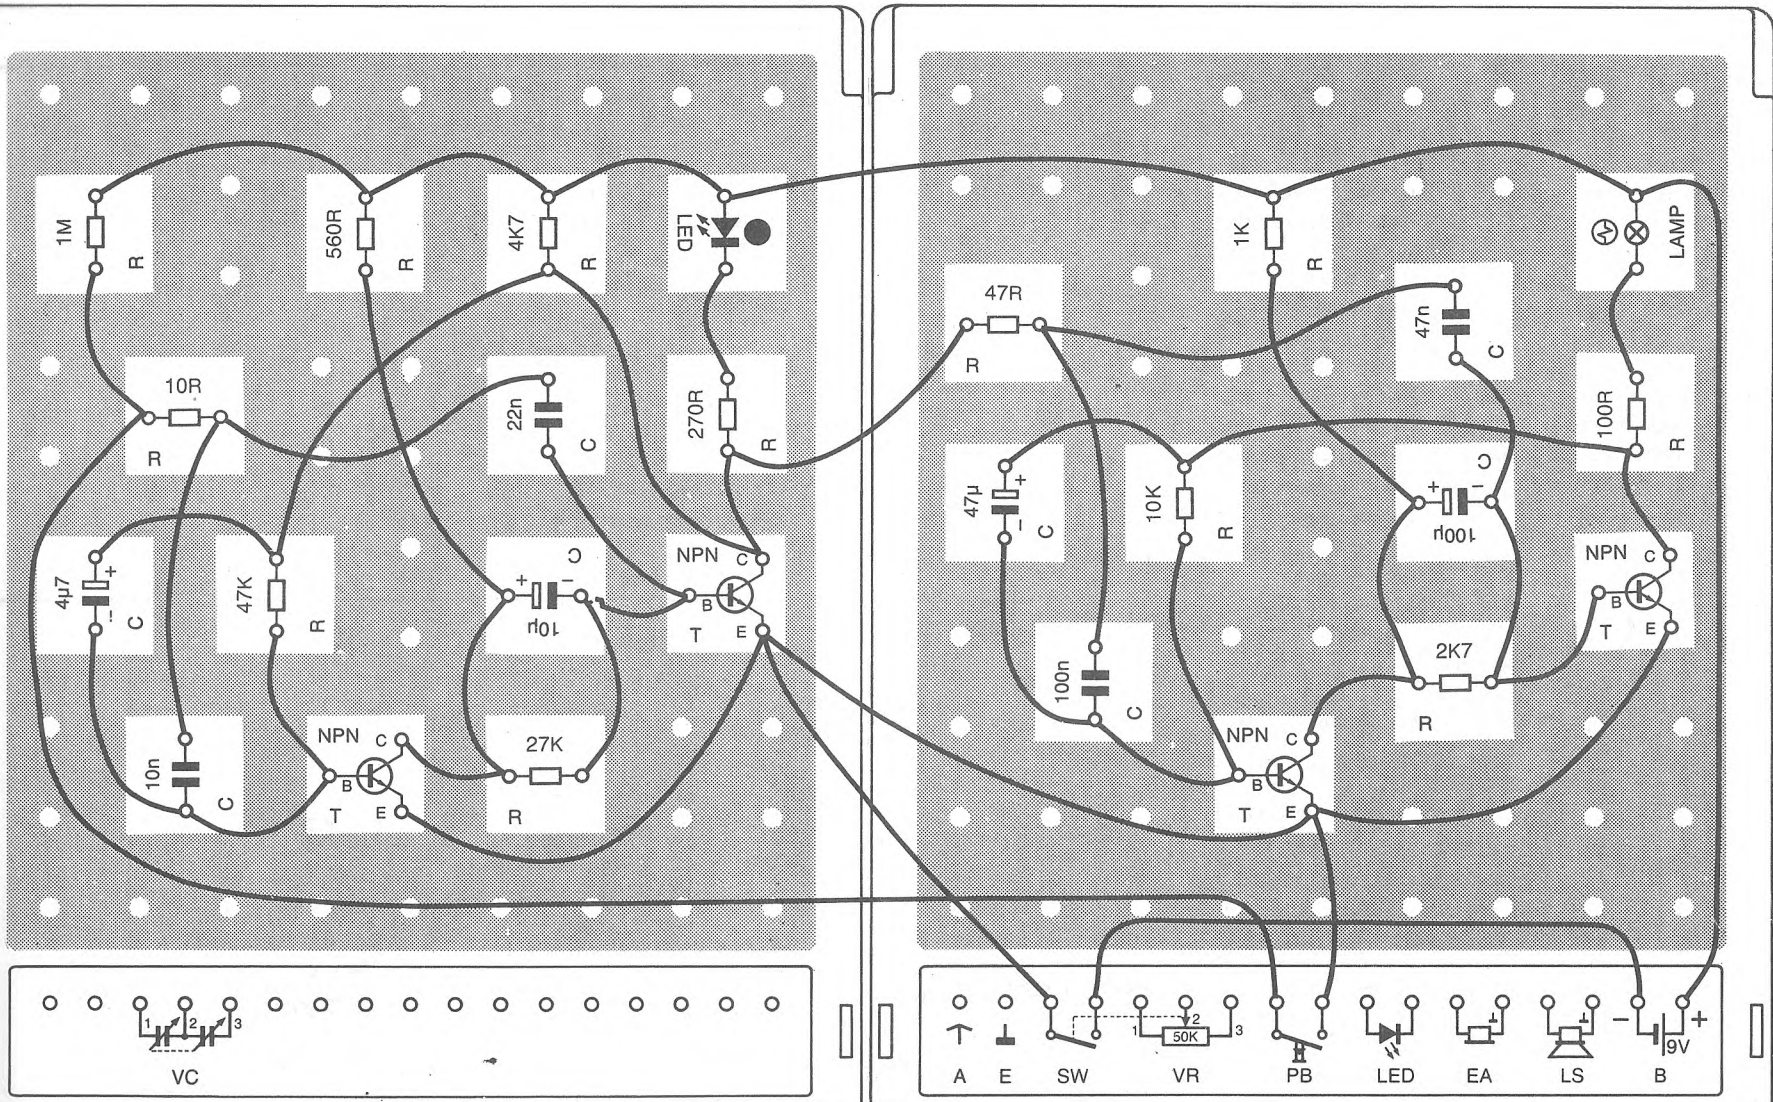 1M
R
560R
R
4K7
R
LED
1K
R
LAMP
47R
R
47n
C
10R
R
22n
C
270R
R
100R
R
47µ
+
-
C
10K
R
C
+
-
100µ
4µ7
+
-
C
47K
R
C
+
-
10µ
NPN
C
B
T
E
NPN
C
B
T
E
100n
C
2K7
R
10n
C
NPN
C
B
T
E
27K
R
NPN
C
B
T
E
1 2 3
VC
1 2 3
50K
- +
9V
A E SW VR PB LED EA LS B